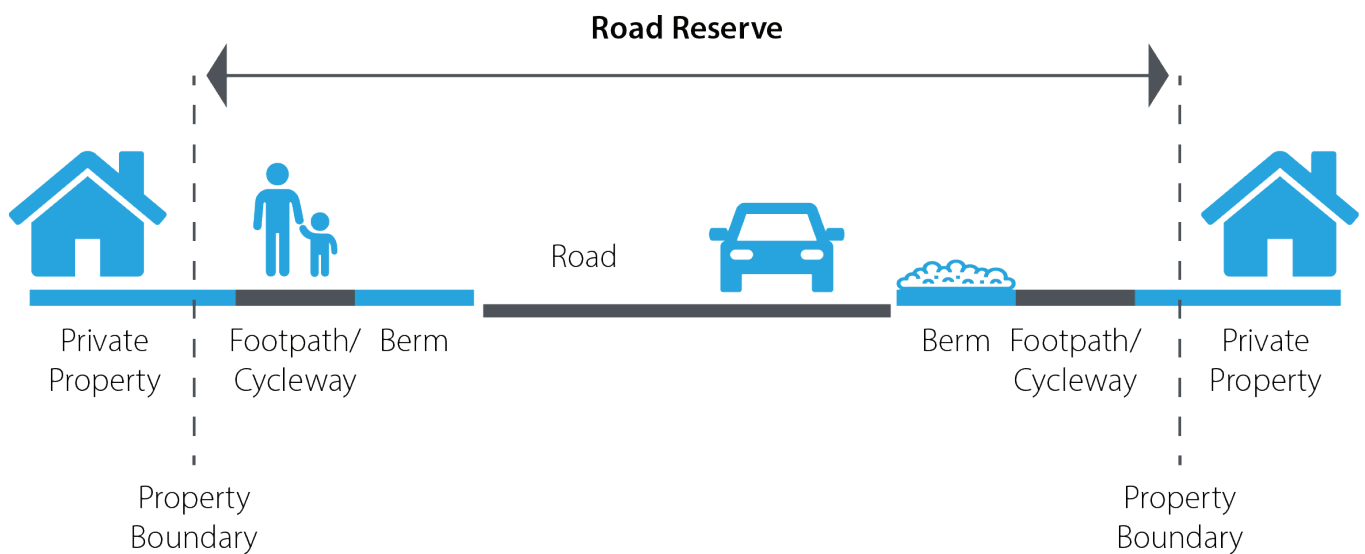 Road Reserve
Road
Private
Property
Footpath/
Cycleway
Berm
Berm
Footpath/
Cycleway
Private
Property
Property
Boundary
Property
Boundary